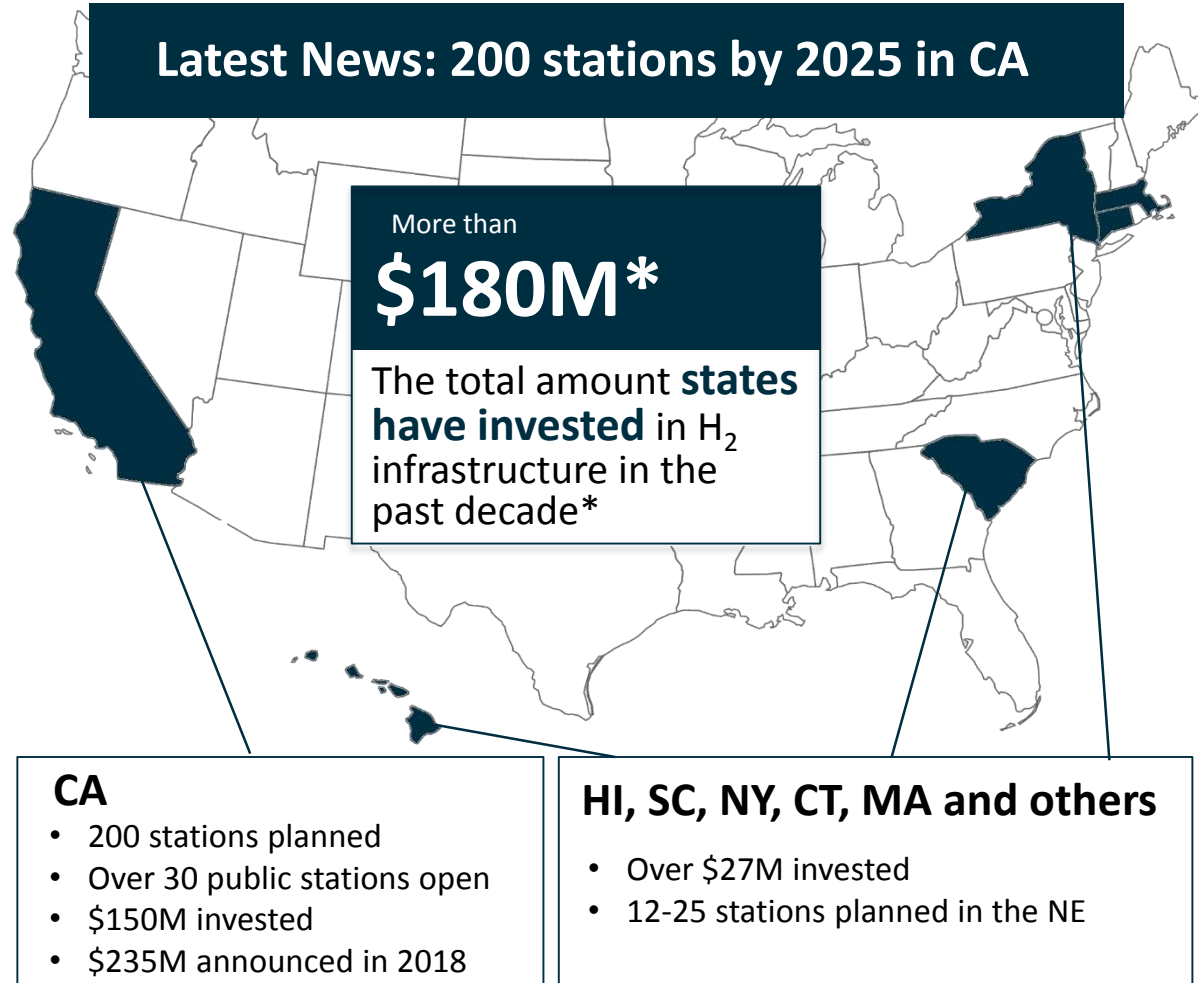 Latest News: 200 stations by 2025 in CA
More than
$180M*
The total amount states
have invested in H₂
infrastructure in the
past decade*
CA
• 200 stations planned
• Over 30 public stations open
• $150M invested
• $235M announced in 2018
HI, SC, NY, CT, MA and others
• Over $27M invested
• 12-25 stations planned in the NE